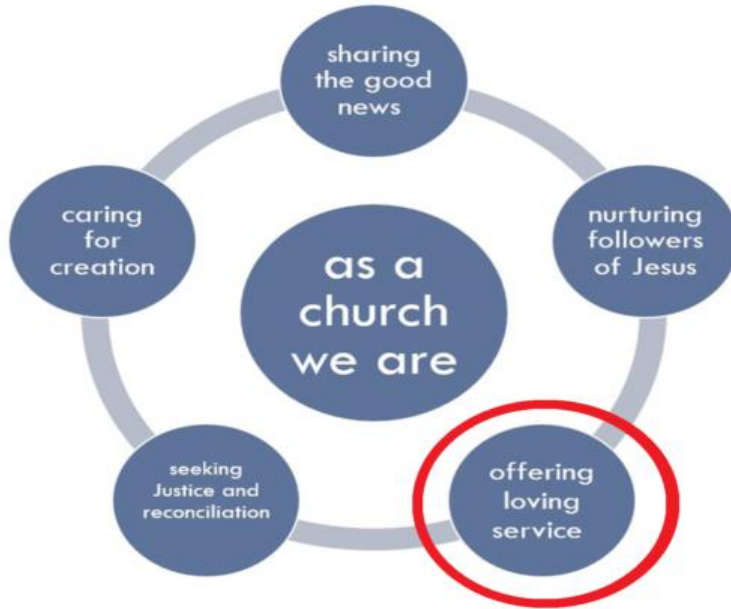 sharing
the good
news
caring
for
creation
nurturing
followers
of Jesus
as a
church
we are
seeking
Justice and
reconciliation
offering
loving
service